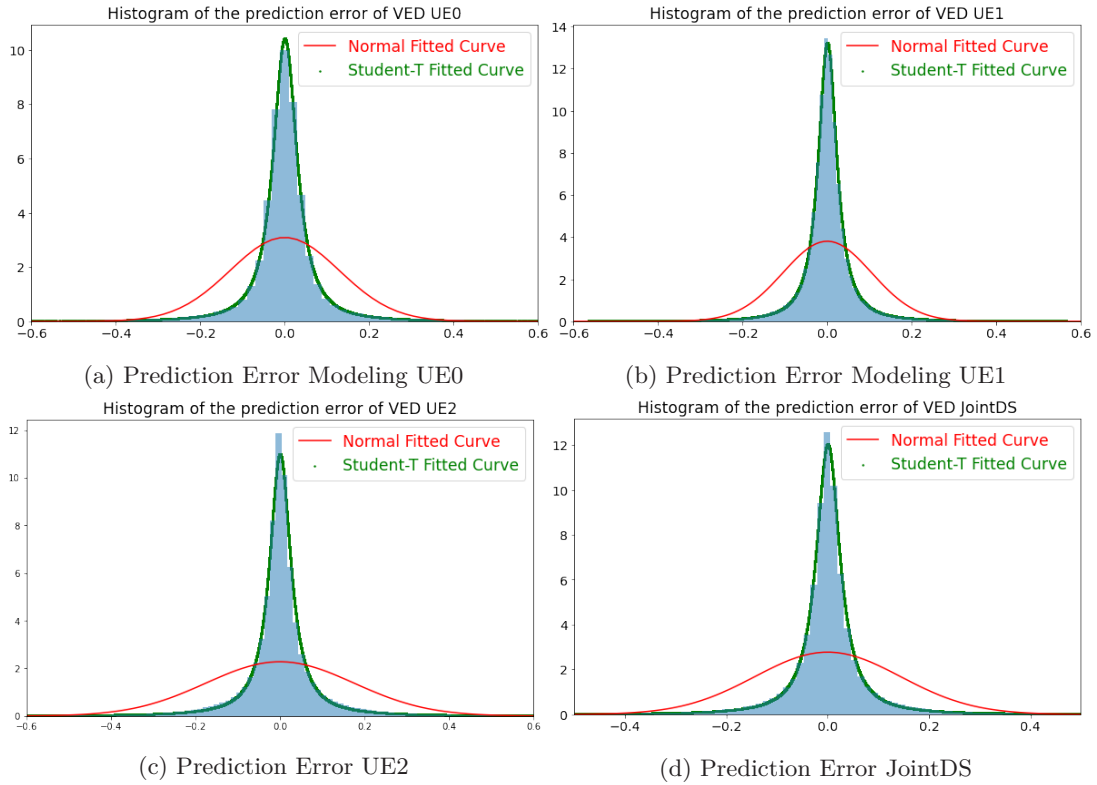 Histogram of the prediction error of VED UE0
Normal Fitted Curve
Student-T Fitted Curve
10
8
6
4
2
0
−0.6 −0.4 −0.2 0.0 0.2 0.4 0.6
(a) Prediction Error Modeling UE0
Histogram of the prediction error of VED UE1
Normal Fitted Curve
Student-T Fitted Curve
14
12
10
8
6
4
2
0
−0.6 −0.4 −0.2 0.0 0.2 0.4 0.6
(b) Prediction Error Modeling UE1
Histogram of the prediction error of VED UE2
Normal Fitted Curve
Student-T Fitted Curve
12
10
8
6
4
2
0
−0.6 −0.4 −0.2 0.0 0.2 0.4 0.6
(c) Prediction Error UE2
Histogram of the prediction error of VED JointDS
Normal Fitted Curve
Student-T Fitted Curve
12
10
8
6
4
2
0
−0.4 −0.2 0.0 0.2 0.4
(d) Prediction Error JointDS